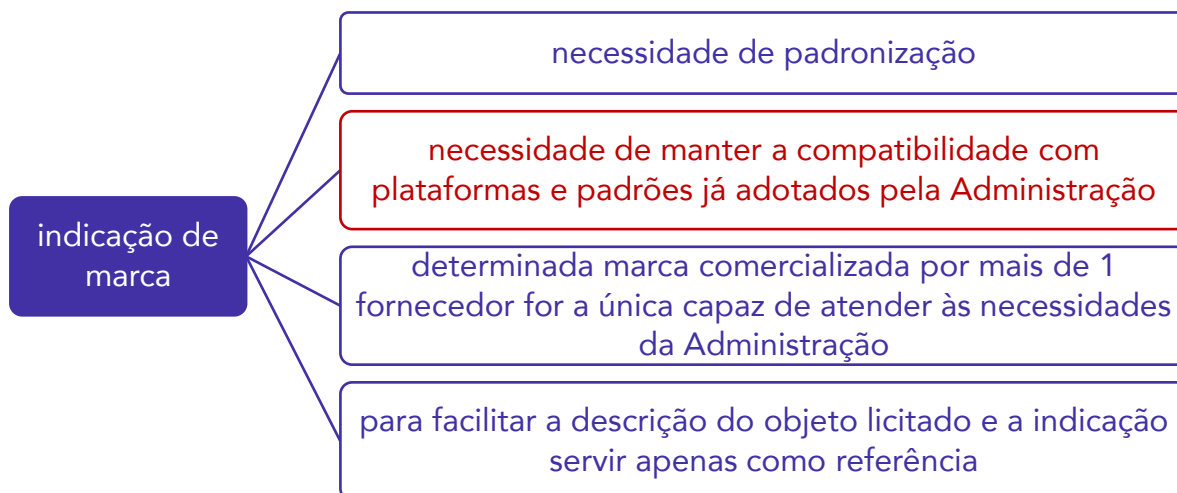 necessidade de padronização
necessidade de manter a compatibilidade com
plataformas e padrões já adotados pela Administração
indicação de
marca
determinada marca comercializada por mais de 1
fornecedor for a única capaz de atender às necessidades
da Administração
para facilitar a descrição do objeto licitado e a indicação
servir apenas como referência